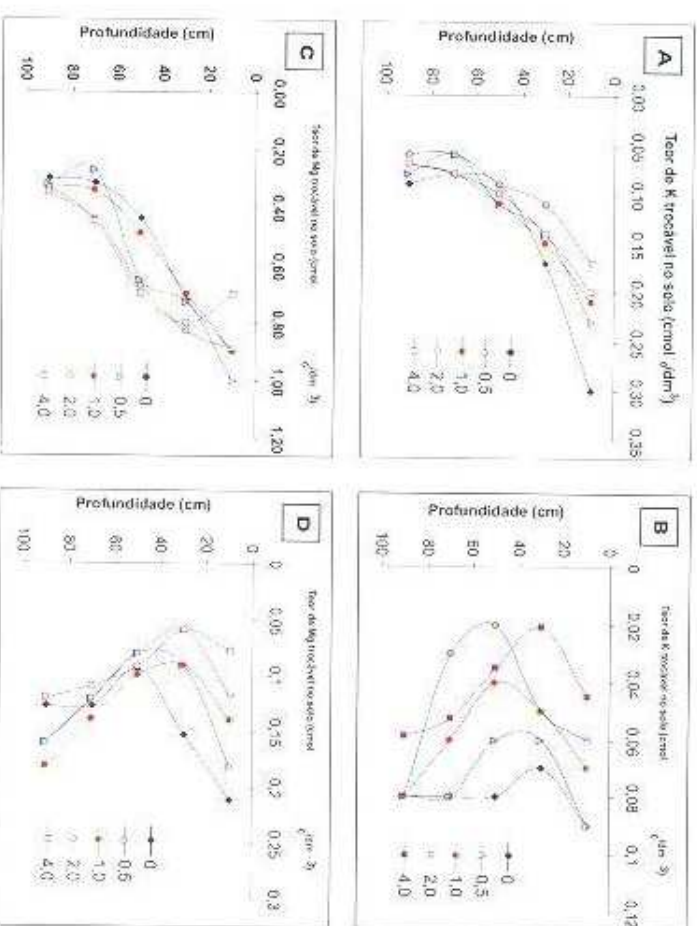 A
Teor de K trocável no solo (cmol c/dm³)
0,00 0,05 0,10 0,15 0,20 0,25 0,30 0,35
0
20
40
60
80
100
Profundidade (cm)
0
0,5
1,0
2,0
4,0
B
Teor de K trocável no solo (cmol c/dm -3)
0 0,02 0,04 0,06 0,08 0,1 0,12
0
20
40
60
80
100
Profundidade (cm)
0
0,5
1,0
2,0
4,0
C
Teor de Mg trocável no solo (cmol c/dm -3)
0,00 0,20 0,40 0,60 0,80 1,00 1,20
0
20
40
60
80
100
Profundidade (cm)
0
0,5
1,0
2,0
4,0
D
Teor de Mg trocável no solo (cmol c/dm -3)
0 0,05 0,1 0,15 0,2 0,25 0,3
0
20
40
60
80
100
Profundidade (cm)
0
0,5
1,0
2,0
4,0